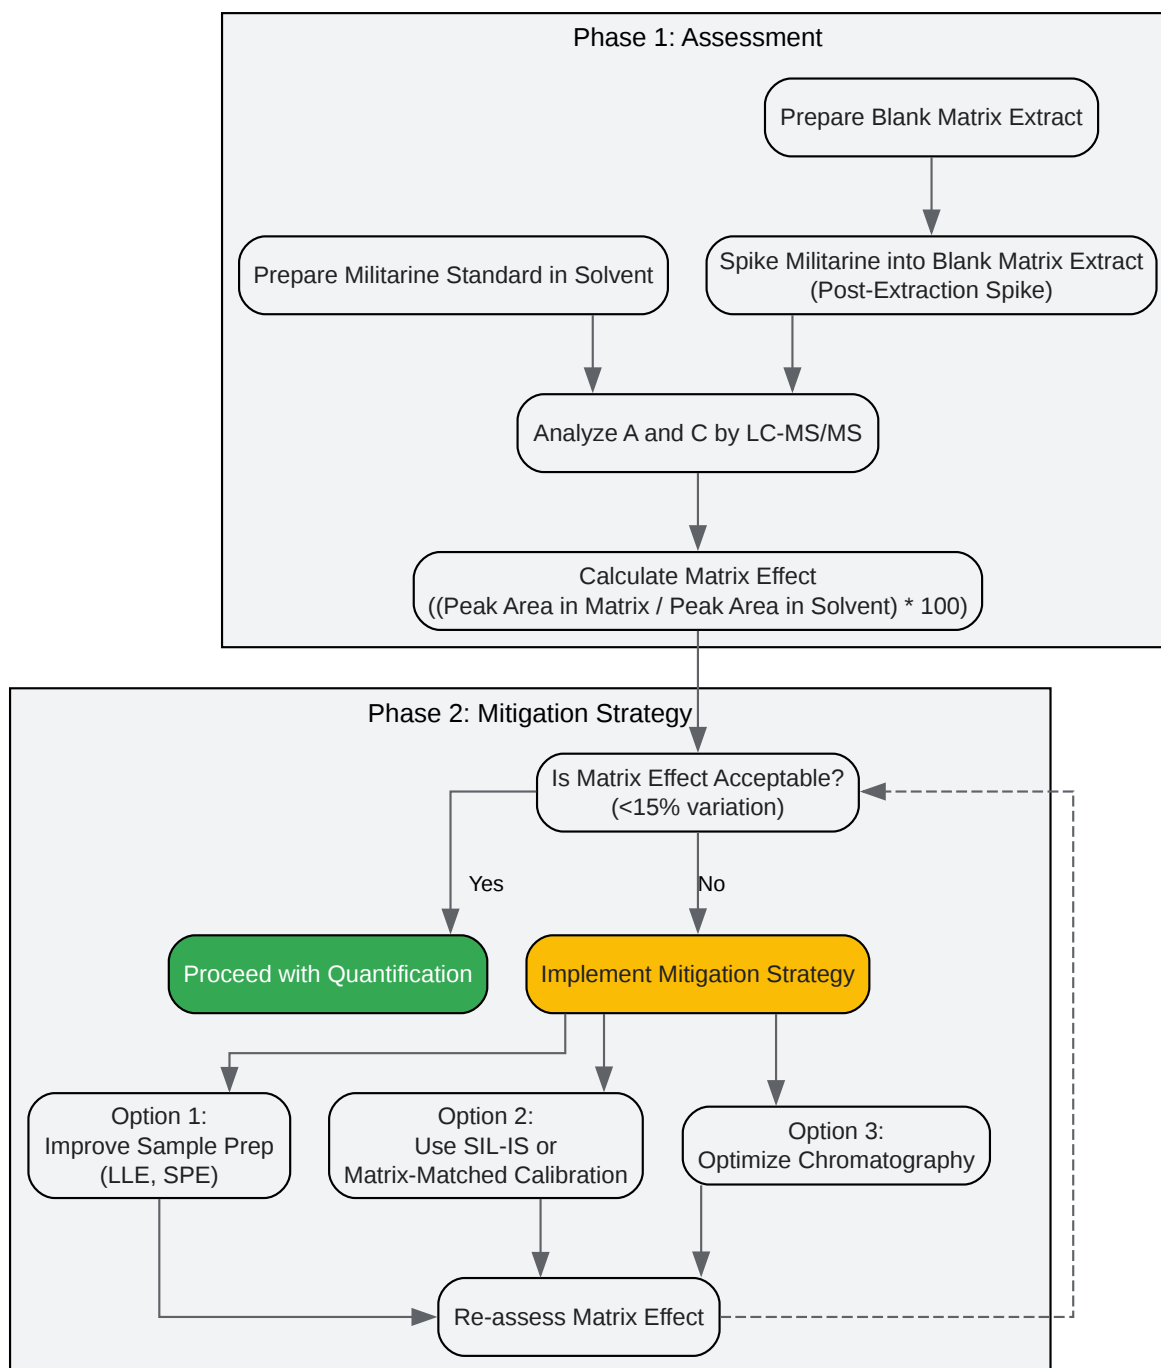 Phase 1: Assessment
Prepare Blank Matrix Extract
Prepare Militarine Standard in Solvent
Spike Militarine into Blank Matrix Extract
(Post-Extraction Spike)
Analyze A and C by LC-MS/MS
Calculate Matrix Effect
((Peak Area in Matrix / Peak Area in Solvent) * 100)
Phase 2: Mitigation Strategy
Is Matrix Effect Acceptable?
(<15% variation)
Yes
No
Proceed with Quantification
Implement Mitigation Strategy
Option 1:
Improve Sample Prep
(LLE, SPE)
Option 2:
Use SIL-IS or
Matrix-Matched Calibration
Option 3:
Optimize Chromatography
Re-assess Matrix Effect